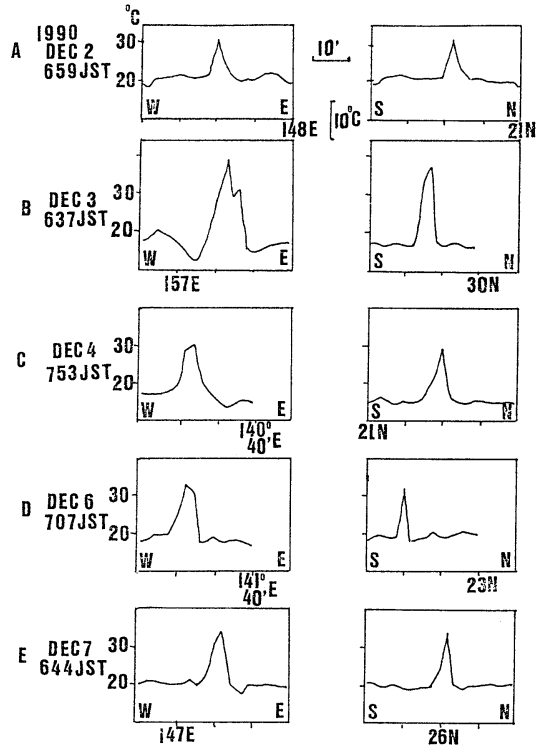 °C
1990
A DEC 2
659JST
30
20
W E
148E
10'
10°C
S N
21N
B DEC 3
637JST
30
20
W E
157E
S N
30N
C DEC 4
753JST
30
20
W E
140°
40'E
S N
21N
D DEC 6
707JST
30
20
W E
141°
40'E
S N
23N
E DEC7
644JST
30
20
W E
147E
S N
26N